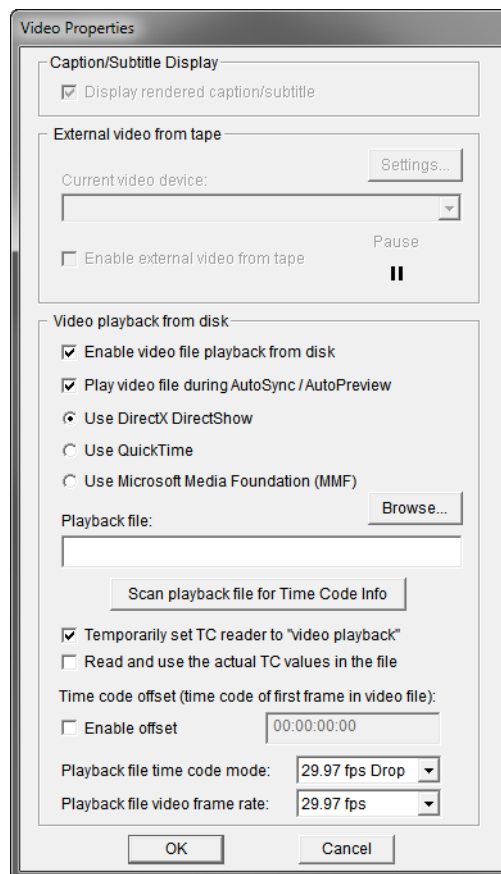 Video Properties
Caption/Subtitle Display
Display rendered caption/subtitle
External video from tape
Settings...
Current video device:
Pause
Enable external video from tape
Video playback from disk
Enable video file playback from disk
Play video file during AutoSync / AutoPreview
Use DirectX DirectShow
Use QuickTime
Use Microsoft Media Foundation (MMF)
Browse...
Playback file:
Scan playback file for Time Code Info
Temporarily set TC reader to "video playback"
Read and use the actual TC values in the file
Time code offset (time code of first frame in video file):
Enable offset 00:00:00:00
Playback file time code mode: 29.97 fps Drop
Playback file video frame rate: 29.97 fps
OK Cancel